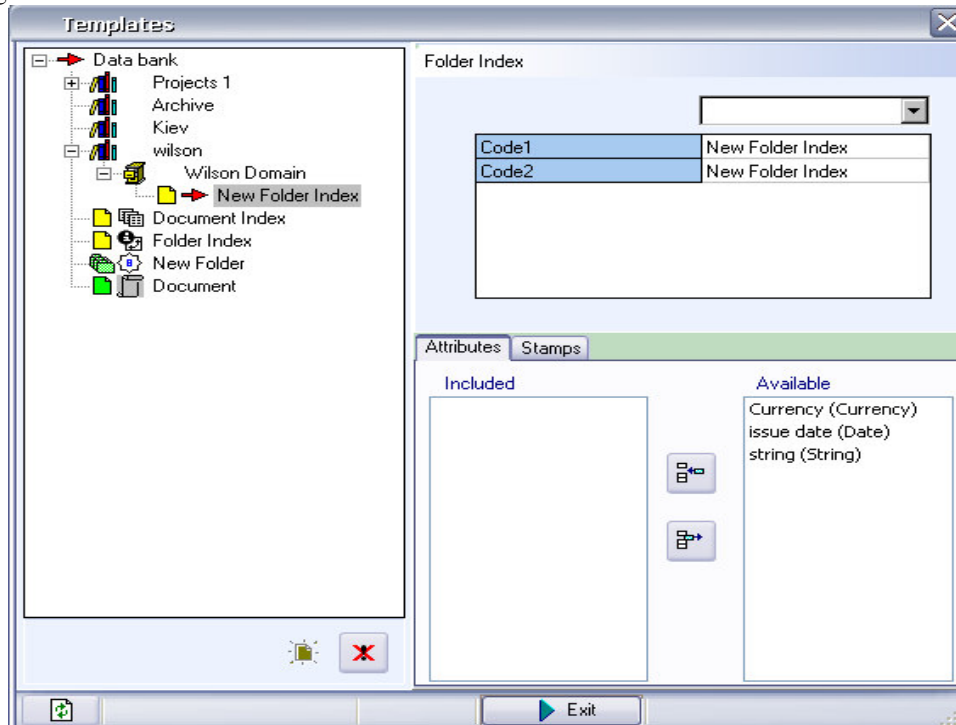 Templates
Data bank
Projects 1
Archive
Kiev
wilson
Wilson Domain
New Folder Index
Document Index
Folder Index
New Folder
Document
Folder Index
Code1 New Folder Index
Code2 New Folder Index
Attributes Stamps
Included Available
Currency (Currency)
issue date (Date)
string (String)
Exit